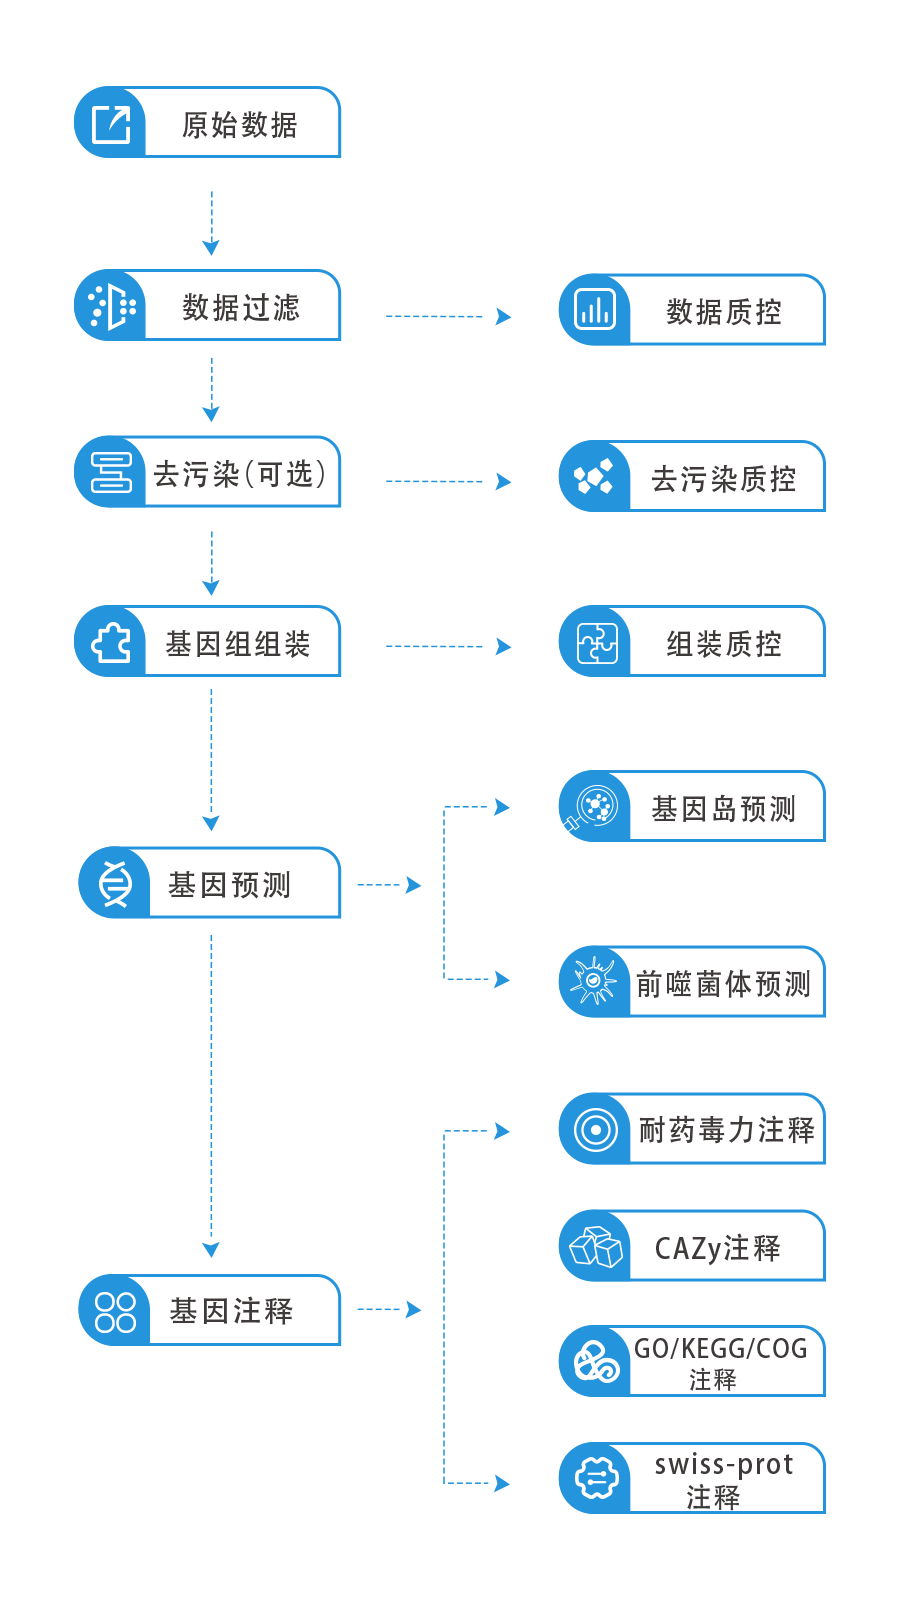 原始数据
数据过滤
数据质控
去污染(可选)
去污染质控
基因组组装
组装质控
基因预测
基因岛预测
前噬菌体预测
基因注释
耐药毒力注释
CAZy注释
GO/KEGG/COG
注释
swiss-prot
注释